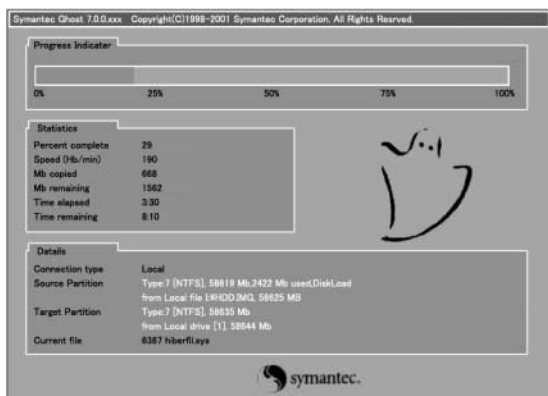 Symantec Ghost 7.0.0.xxx Copyright(C)1998-2001 Symantec Corporation. All Rights Resrved.
Progress Indicater
0% 25% 50% 75% 100%
Statistics
Percent complete 29
Speed (Hb/min) 190
Mb copied 668
Mb remaining 1562
Time elapsed 3:30
Time remaining 8:10
Datails
Connection type Local
Source Partition Type:7 [NTFS], 58619 Mb,2422 Mb used,DiskLoad
from Local file I:¥HDD.IMG, 58625 MB
Target Partition Type:7 [NTFS], 58635 Mb
from Local drive [1], 58644 Mb
Current file 6387 hiberfil.sys
symantec.